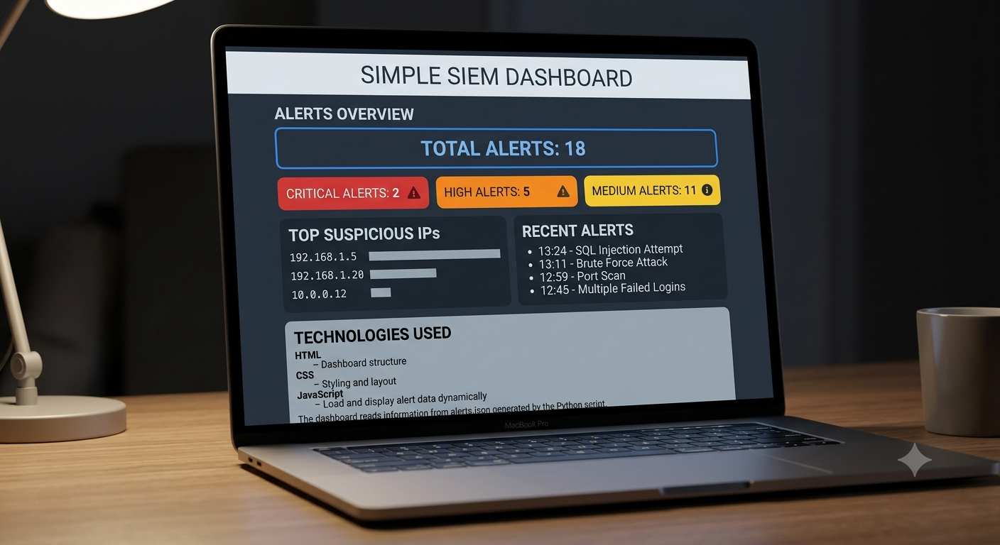 SIMPLE SIEM DASHBOARD
ALERTS OVERVIEW
TOTAL ALERTS: 18
CRITICAL ALERTS: 2
HIGH ALERTS: 5
MEDIUM ALERTS: 11
TOP SUSPICIOUS IPs
192.168.1.5
192.168.1.20
10.0.0.12
RECENT ALERTS
• 13:24 - SQL Injection Attempt
• 13:11 - Brute Force Attack
• 12:59 - Port Scan
• 12:45 - Multiple Failed Logins
TECHNOLOGIES USED
HTML
– Dashboard structure
CSS
– Styling and layout
JavaScript
– Load and display alert data dynamically
The dashboard reads information from alerts.json generated by the Python script.
MacBook Pro